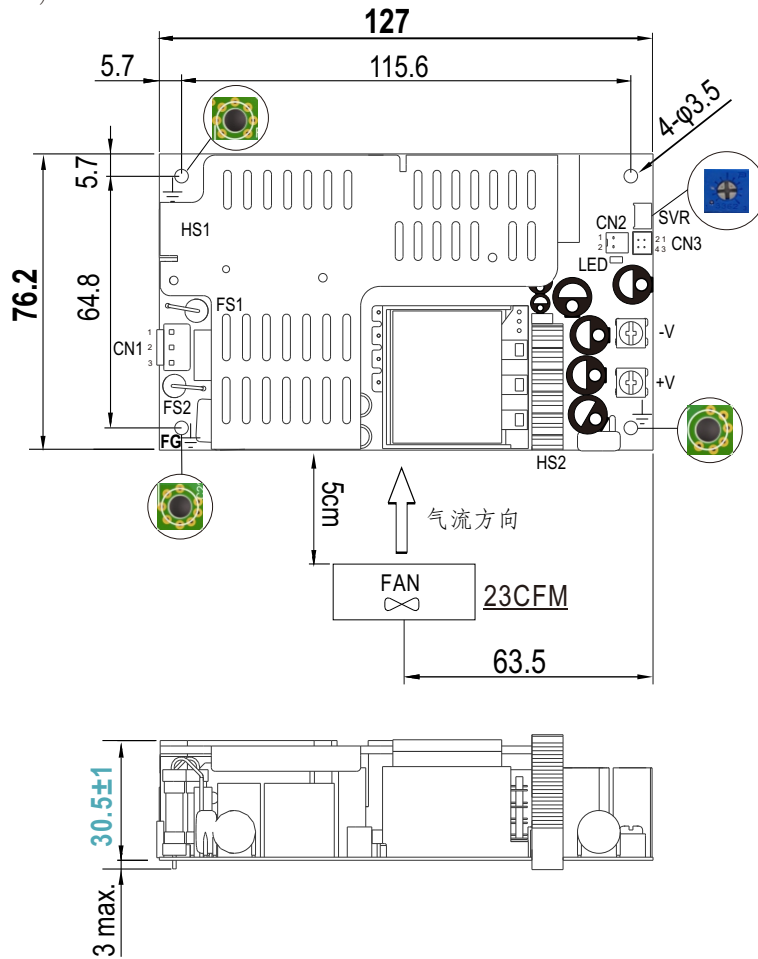 127
5.7
115.6
4-φ3.5
5.7
76.2
64.8
HS1
SVR
CN2
1
2
2 1
4 3
CN3
LED
FS1
CN1
1
2
3
-V
+V
FS2
FG
HS2
5cm
气流方向
FAN
23CFM
63.5
30.5±1
3 max.